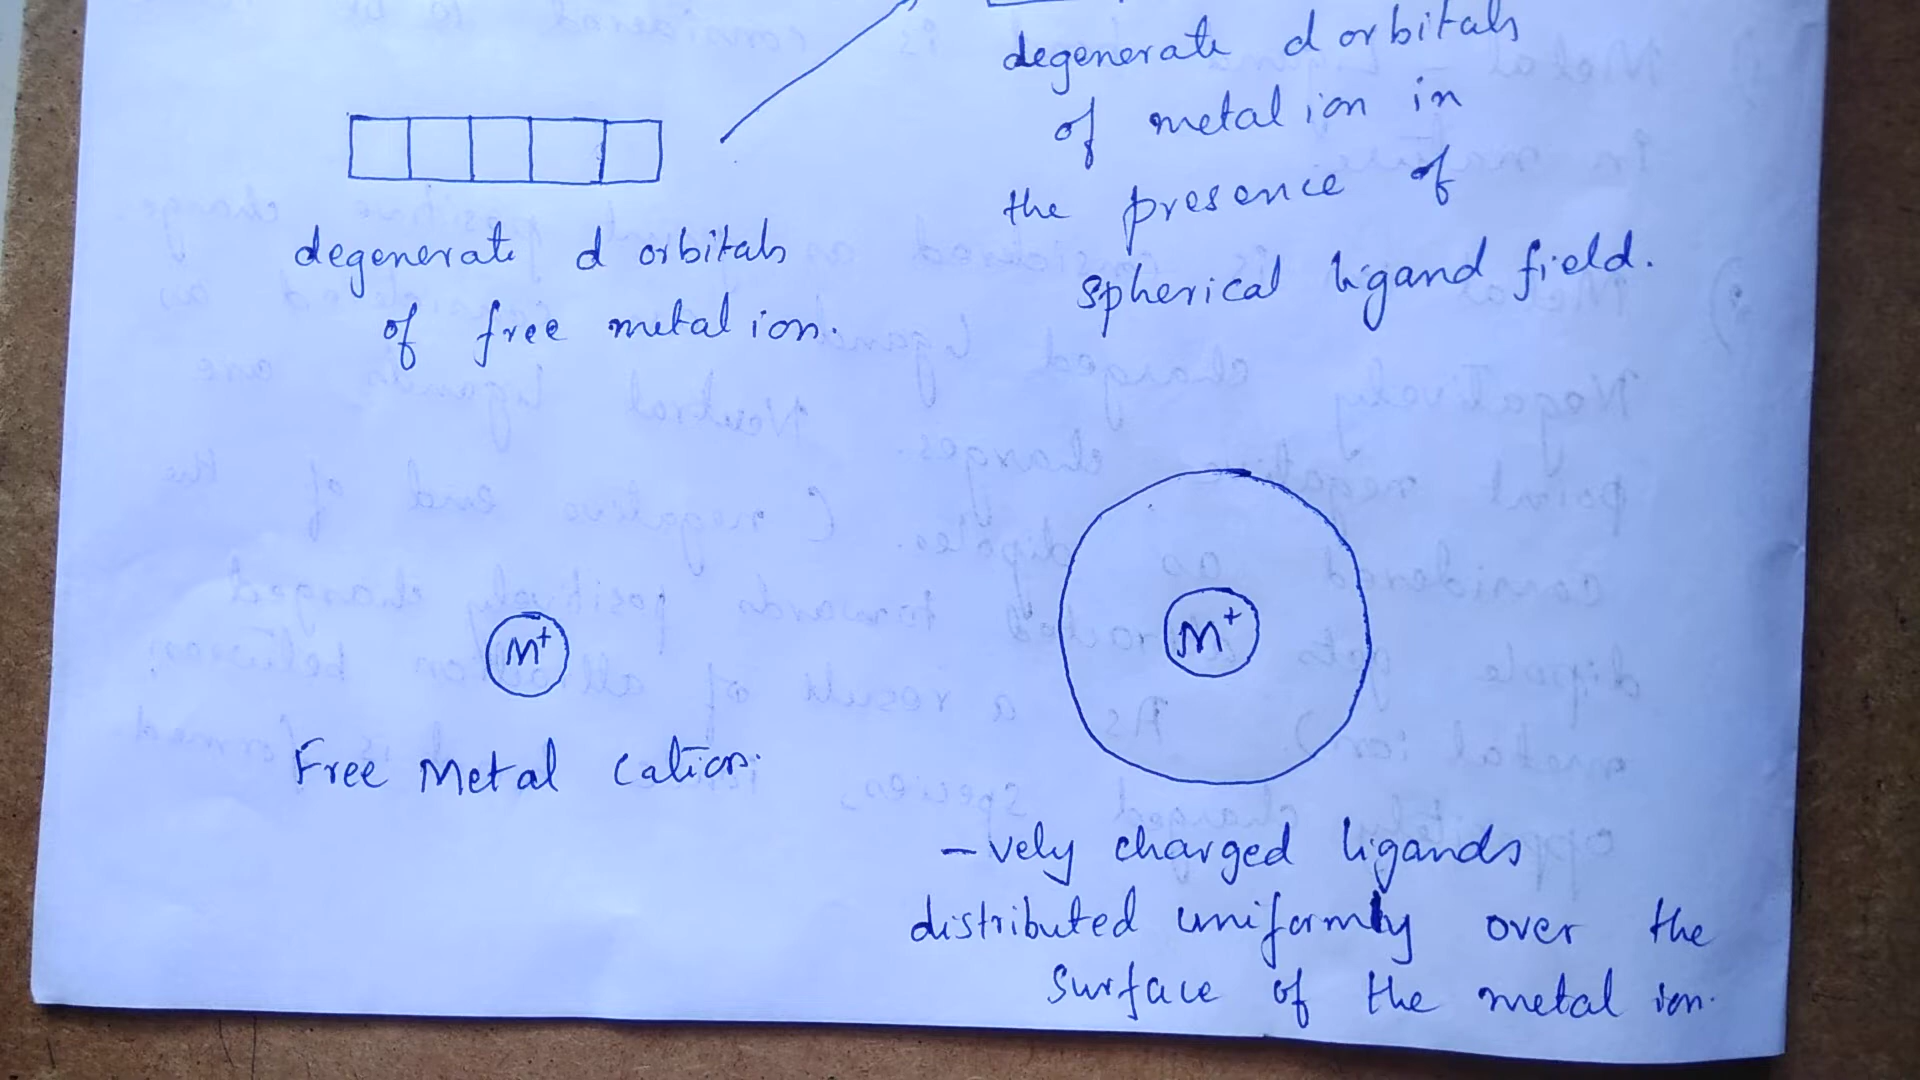 degenerate d orbitals
of metal ion in
the presence of
spherical ligand field.
degenerate d orbitals
of free metal ion.
M+
Free Metal Cation.
M+
-vely charged ligands
distributed uniformly over the
surface of the metal ion.